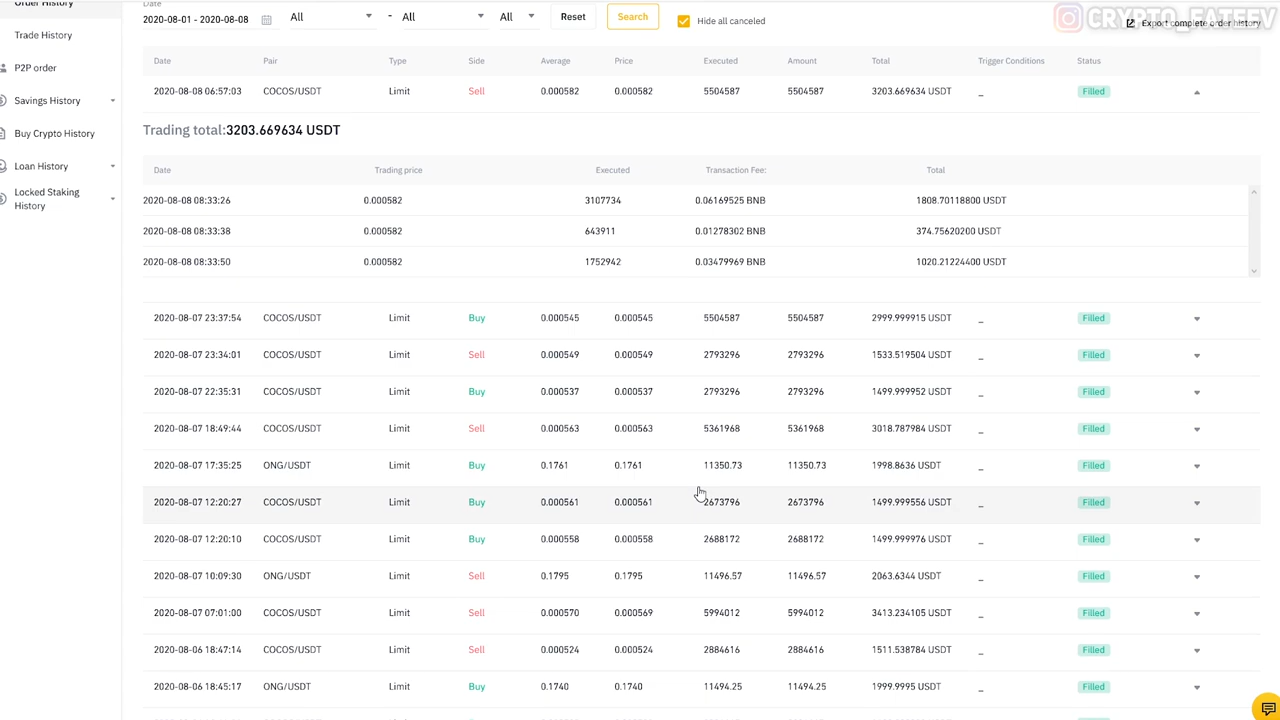 Order History
Date
2020-08-01 - 2020-08-08 All - All All Reset Search Hide all canceled Export complete order history
CRYPTO_FATEEV
Trade History
P2P order
Savings History
Buy Crypto History
Loan History
Locked Staking
History
Date Pair Type Side Average Price Executed Amount Total Trigger Conditions Status
2020-08-08 06:57:03 COCOS/USDT Limit Sell 0.000582 0.000582 5504587 5504587 3203.669634 USDT _ Filled
Trading total:3203.669634 USDT
Date Trading price Executed Transaction Fee: Total
2020-08-08 08:33:26 0.000582 3107734 0.06169525 BNB 1808.70118800 USDT
2020-08-08 08:33:38 0.000582 643911 0.01278302 BNB 374.75620200 USDT
2020-08-08 08:33:50 0.000582 1752942 0.03479969 BNB 1020.21224400 USDT
2020-08-07 23:37:54 COCOS/USDT Limit Buy 0.000545 0.000545 5504587 5504587 2999.999915 USDT _ Filled
2020-08-07 23:34:01 COCOS/USDT Limit Sell 0.000549 0.000549 2793296 2793296 1533.519504 USDT _ Filled
2020-08-07 22:35:31 COCOS/USDT Limit Buy 0.000537 0.000537 2793296 2793296 1499.999952 USDT _ Filled
2020-08-07 18:49:44 COCOS/USDT Limit Sell 0.000563 0.000563 5361968 5361968 3018.787984 USDT _ Filled
2020-08-07 17:35:25 ONG/USDT Limit Buy 0.1761 0.1761 11350.73 11350.73 1998.8636 USDT _ Filled
2020-08-07 12:20:27 COCOS/USDT Limit Buy 0.000561 0.000561 2673796 2673796 1499.999556 USDT _ Filled
2020-08-07 12:20:10 COCOS/USDT Limit Buy 0.000558 0.000558 2688172 2688172 1499.999976 USDT _ Filled
2020-08-07 10:09:30 ONG/USDT Limit Sell 0.1795 0.1795 11496.57 11496.57 2063.6344 USDT _ Filled
2020-08-07 07:01:00 COCOS/USDT Limit Sell 0.000570 0.000569 5994012 5994012 3413.234105 USDT _ Filled
2020-08-06 18:47:14 COCOS/USDT Limit Sell 0.000524 0.000524 2884616 2884616 1511.538784 USDT _ Filled
2020-08-06 18:45:17 ONG/USDT Limit Buy 0.1740 0.1740 11494.25 11494.25 1999.9995 USDT _ Filled